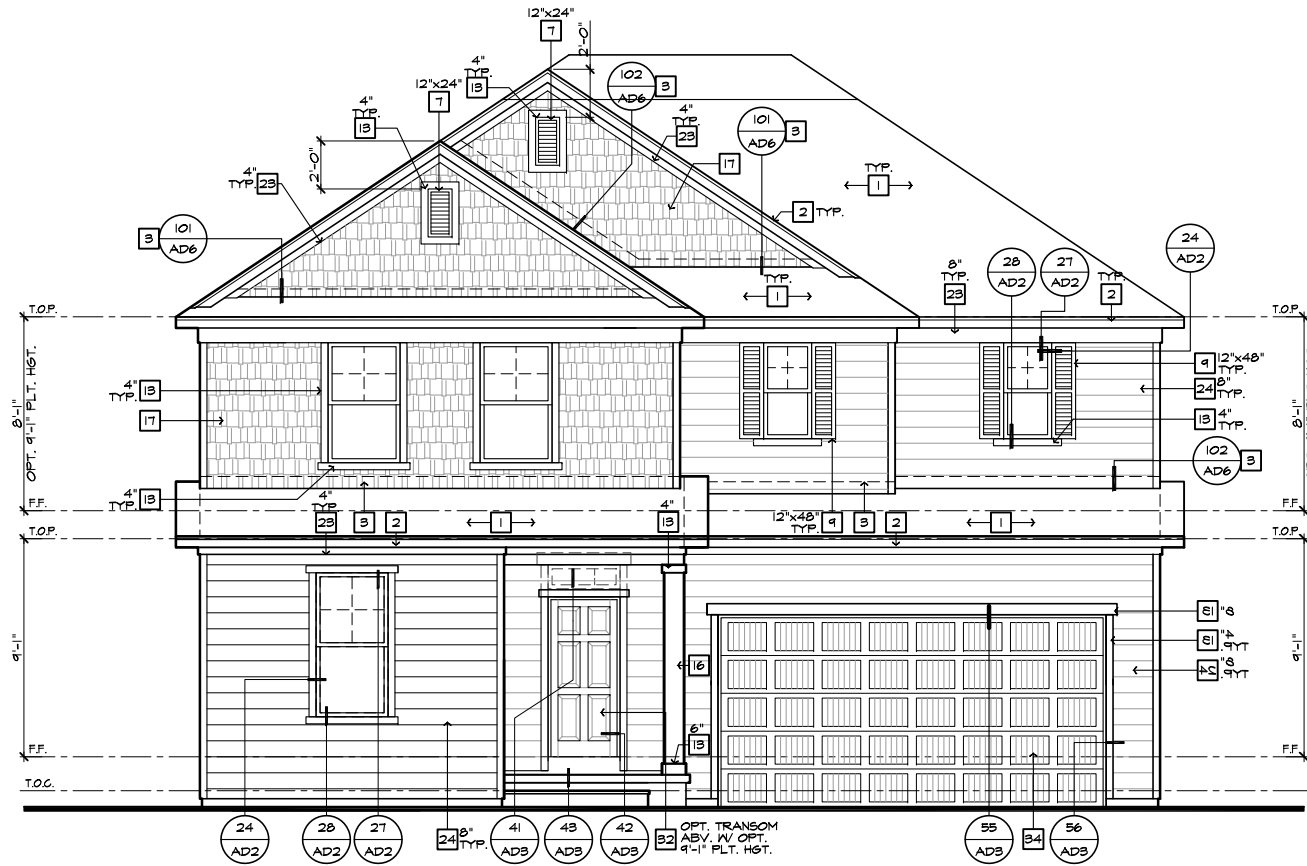 12"x24"
7
2'-0"
4"
TYP.
13
102
AD6
3
12"x24"
7
4"
TYP.
13
4"
TYP.
23
101
AD6
3
2'-0"
17
4"
TYP.
23
TYP.
1
2 TYP.
3
101
AD6
24
AD2
8"
TYP.
23
28
AD2
27
AD2
TYP.
2
TYP.
1
T.O.P.
T.O.P.
8'-1"
OPT. 9'-1" PLT. HGT.
4"
TYP.
13
17
9
12"x48"
TYP.
24
8"
TYP.
13
4"
TYP.
8'-1"
102
AD6
3
4"
TYP.
13
F.F.
F.F.
4"
TYP.
23
3
2
1
4"
13
12"x48"
TYP.
9
3
2
1
T.O.P.
T.O.P.
9'-1"
9'-1"
13
8"
13
4"
TYP.
24
8"
TYP.
16
6"
13
F.F.
F.F.
T.O.C.
24
AD2
28
AD2
27
AD2
24
8"
TYP.
41
AD3
43
AD3
42
AD3
32
OPT. TRANSOM
ABV. W/ OPT.
9'-1" PLT. HGT.
55
AD3
34
56
AD3